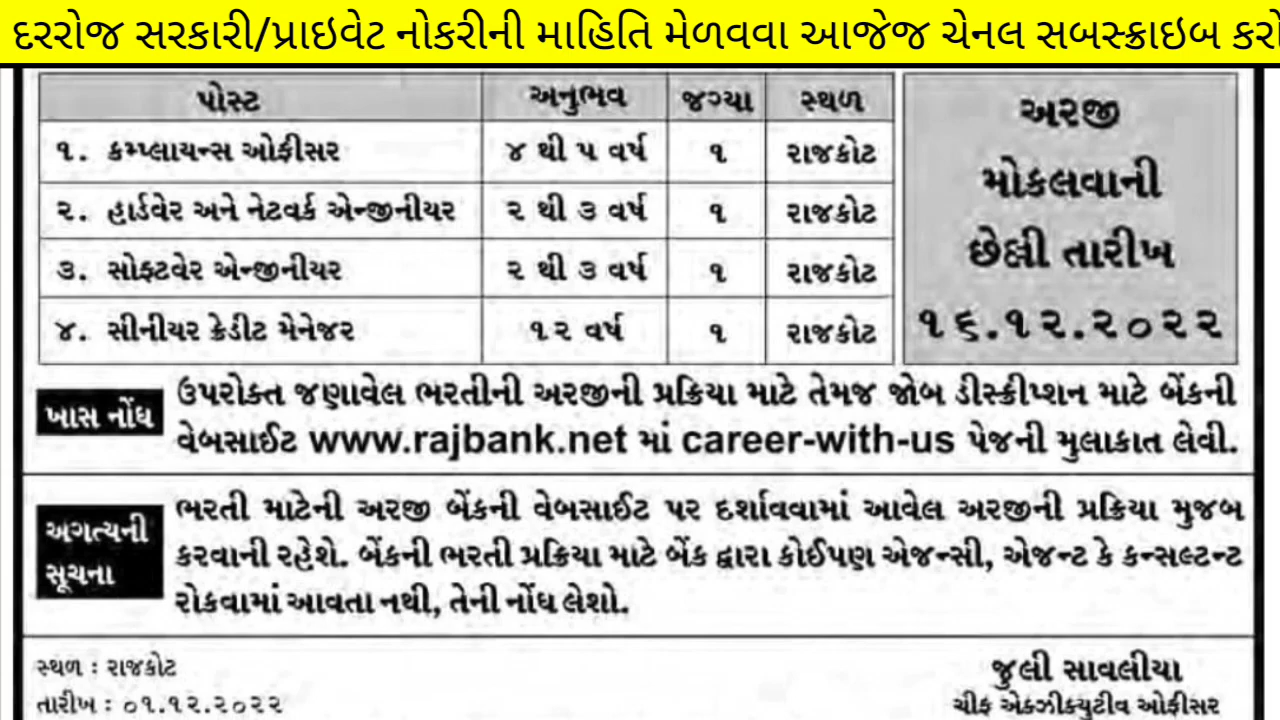 દરરોજ સરકારી/પ્રાઇવેટ નોકરીની માહિતિ મેળવવા આજેજ ચેનલ સબસ્ક્રાઇબ કરો
પોસ્ટ અનુભવ જગ્યા સ્થળ
૧. કમ્પ્લાયન્સ ઓફીસર ૪ થી ૫ વર્ષ ૧ રાજકોટ
૨. હાર્ડવેર અને નેટવર્ક એન્જીનીયર ૨ થી ૩ વર્ષ ૧ રાજકોટ
૩. સોફટવેર એન્જીનીયર ૨ થી ૩ વર્ષ ૧ રાજકોટ
૪. સીનીયર ક્રેડીટ મેનેજર ૧૨ વર્ષ ૧ રાજકોટ
અરજી
મોકલવાની
છેલ્લી તારીખ
૧૬.૧૨.૨૦૨૨
ખાસ નોંધ
ઉપરોક્ત જણાવેલ ભરતીની અરજીની પ્રક્રિયા માટે તેમજ જોબ ડીસ્ક્રીપ્શન માટે બેંકની
વેબસાઈટ www.rajbank.net માં career-with-us પેજની મુલાકાત લેવી.
અગત્યની
સૂચના
ભરતી માટેની અરજી બેંકની વેબસાઈટ પર દર્શાવવામાં આવેલ અરજીની પ્રક્રિયા મુજબ
કરવાની રહેશે. બેંકની ભરતી પ્રક્રિયા માટે બેંક દ્વારા કોઈપણ એજન્સી, એજન્ટ કે કન્સલ્ટન્ટ
રોકવામાં આવતા નથી, તેની નોંધ લેશો.
સ્થળ : રાજકોટ
તારીખ : ૦૧.૧૨.૨૦૨૨
જુલી સાવલીયા
ચીફ એકઝીક્યુટીવ ઓફીસર